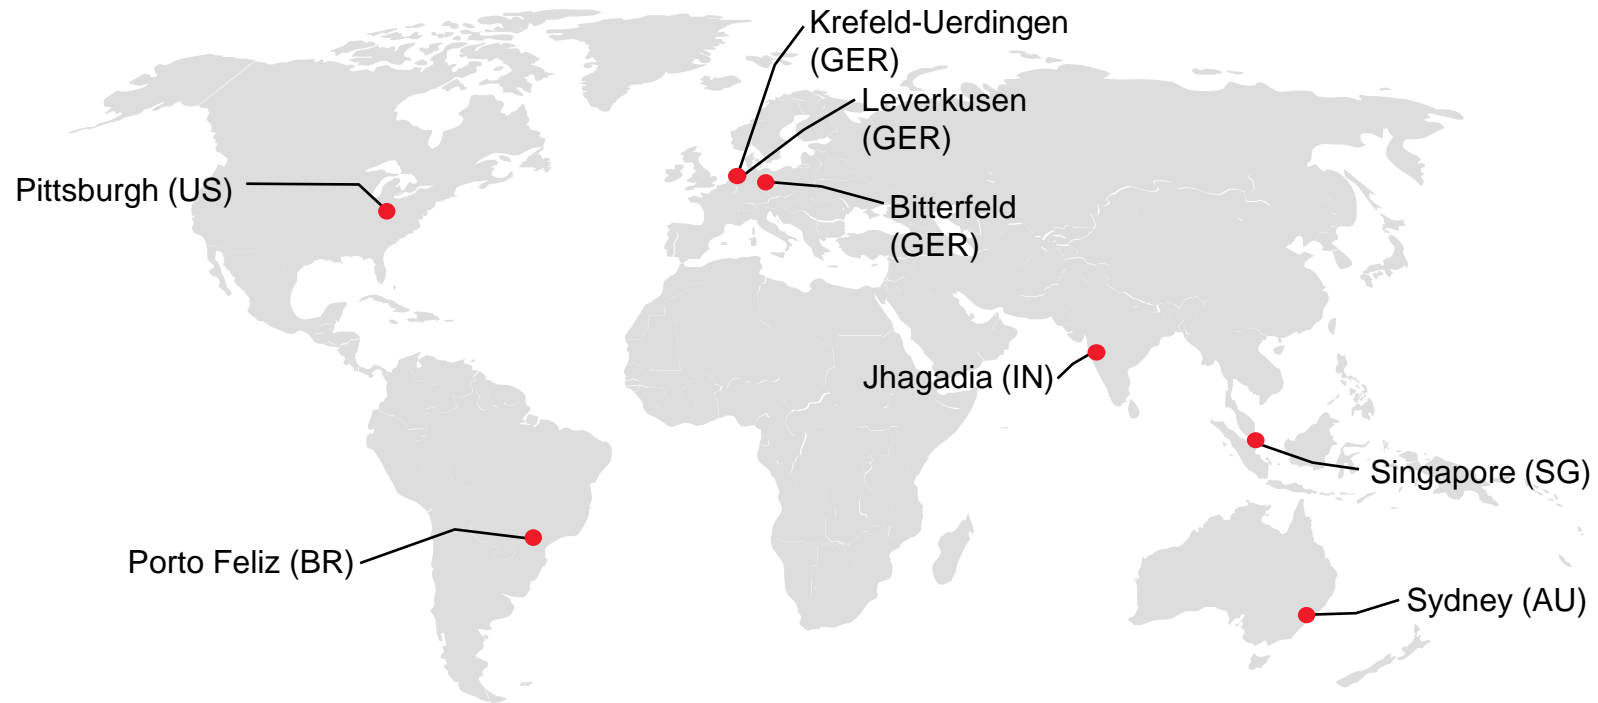 Krefeld-Uerdingen
(GER)
Leverkusen
(GER)
Pittsburgh (US)
Bitterfeld
(GER)
Jhagadia (IN)
Singapore (SG)
Porto Feliz (BR)
Sydney (AU)